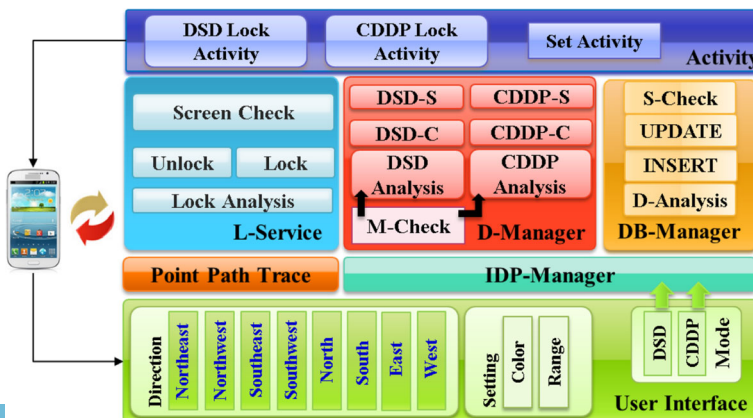 DSD Lock
Activity
CDDP Lock
Activity
Set Activity
Activity
Screen Check
Unlock
Lock
Lock Analysis
L-Service
DSD-S
CDDP-S
DSD-C
CDDP-C
DSD
Analysis
CDDP
Analysis
M-Check
D-Manager
S-Check
UPDATE
INSERT
D-Analysis
DB-Manager
Point Path Trace
IDP-Manager
Direction
Northeast
Northwest
Southeast
Southwest
North
South
East
West
Setting
Color
Range
DSD
CDDP
Mode
User Interface